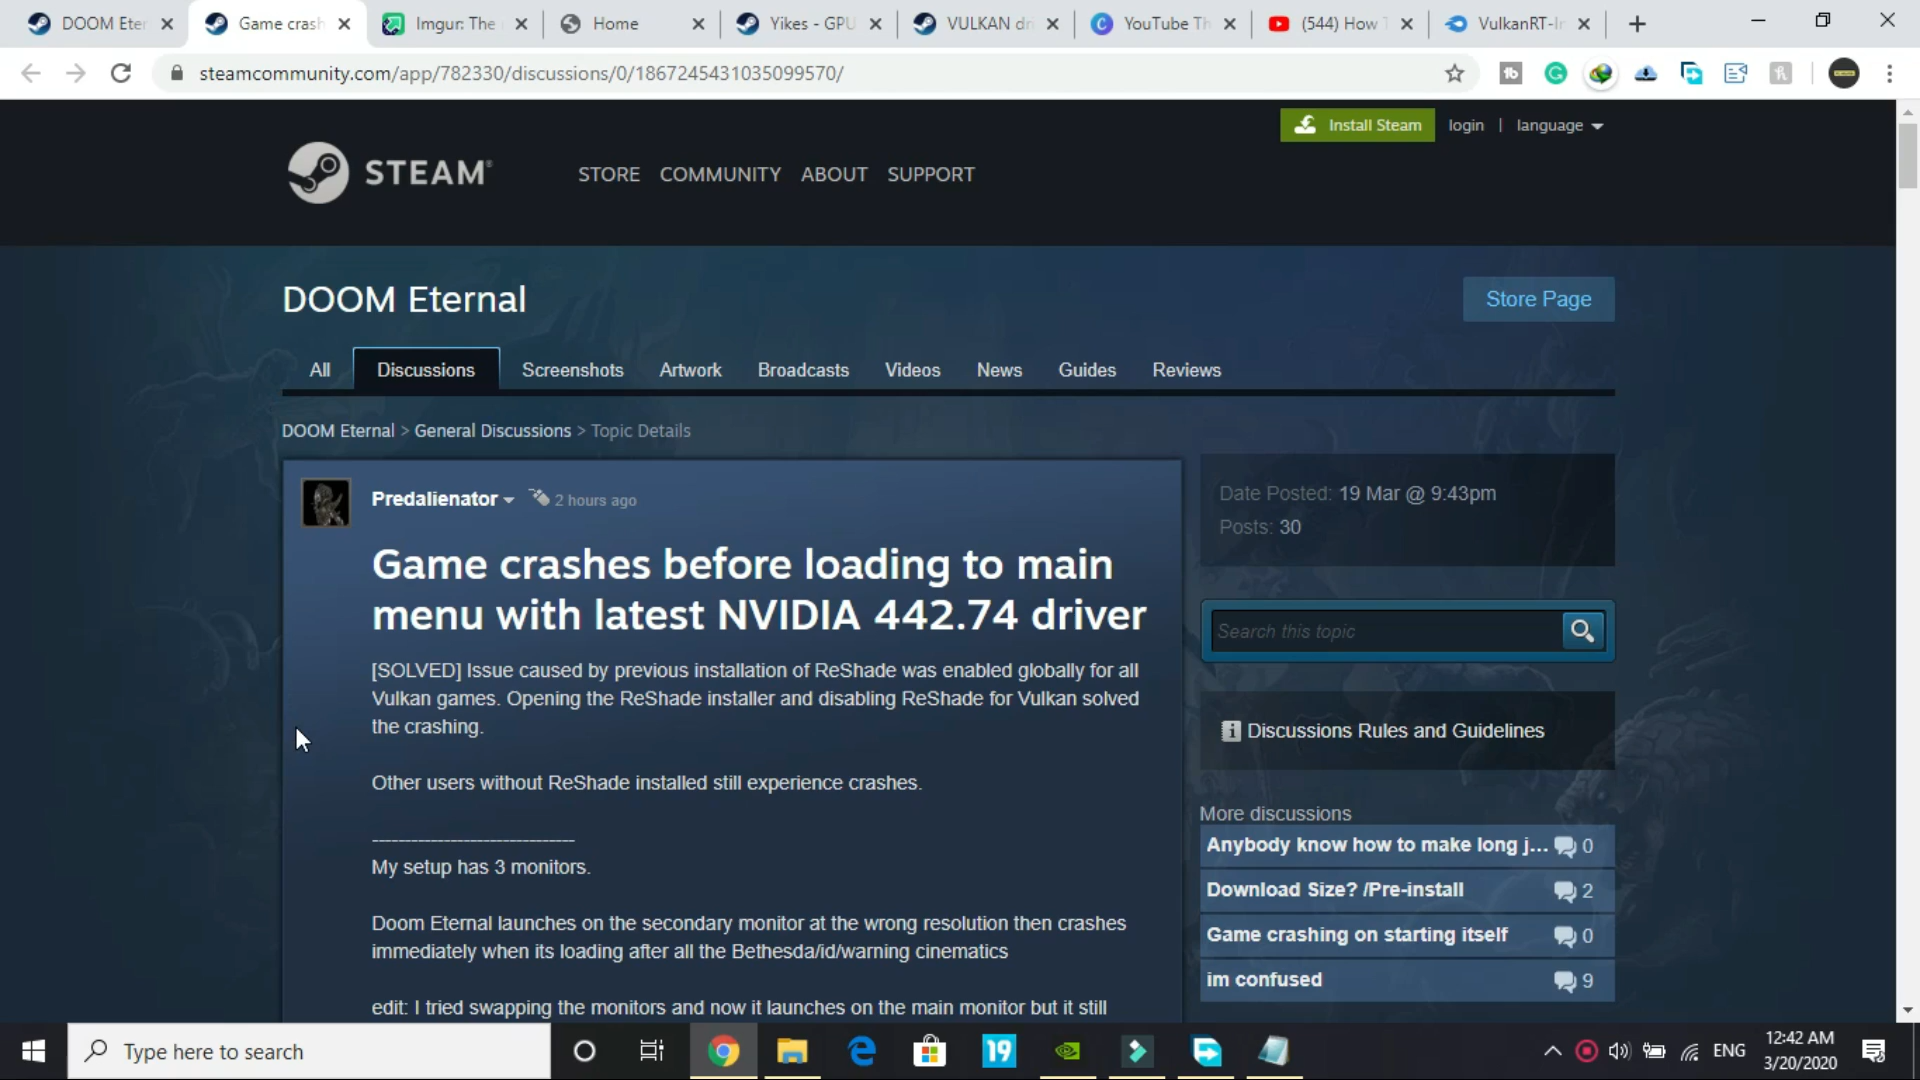 DOOM Eter
Game crash
Imgur: The
Home
Yikes - GPU
VULKAN dr
YouTube Th
(544) How T
VulkanRT-In
steamcommunity.com/app/782330/discussions/0/1867245431035099570/
Install Steam
login | language
STEAM®
STORE COMMUNITY ABOUT SUPPORT
DOOM Eternal
Store Page
All Discussions Screenshots Artwork Broadcasts Videos News Guides Reviews
DOOM Eternal > General Discussions > Topic Details
Predalienator 2 hours ago
Game crashes before loading to main
menu with latest NVIDIA 442.74 driver
[SOLVED] Issue caused by previous installation of ReShade was enabled globally for all
Vulkan games. Opening the ReShade installer and disabling ReShade for Vulkan solved
the crashing.
Other users without ReShade installed still experience crashes.
------------------------------
My setup has 3 monitors.
Doom Eternal launches on the secondary monitor at the wrong resolution then crashes
immediately when its loading after all the Bethesda/id/warning cinematics
edit: I tried swapping the monitors and now it launches on the main monitor but it still
Date Posted: 19 Mar @ 9:43pm
Posts: 30
Search this topic
Discussions Rules and Guidelines
More discussions
Anybody know how to make long j... 0
Download Size? /Pre-install 2
Game crashing on starting itself 0
im confused 9
Type here to search
19
ENG
12:42 AM
3/20/2020